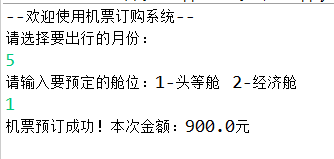 --欢迎使用机票订购系统--
请选择要出行的月份：
5
请输入要预定的舱位：1-头等舱 2-经济舱
1
机票预订成功！本次金额：900.0元